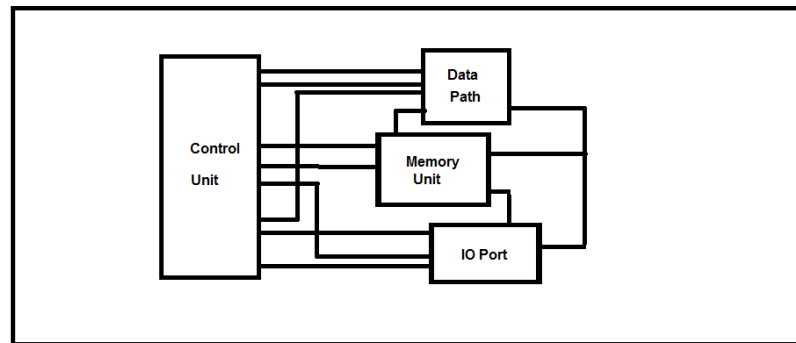 Control
Unit
Data
Path
Memory
Unit
IO Port